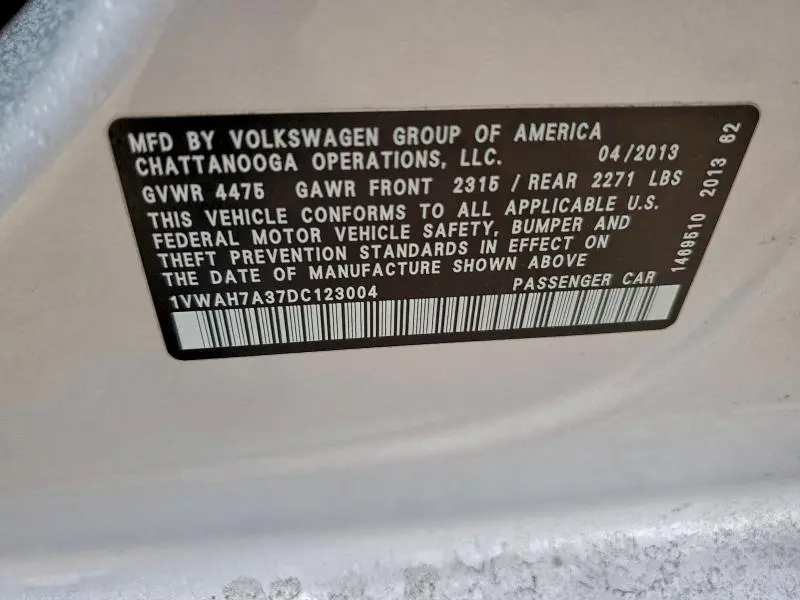 MFD BY VOLKSWAGEN GROUP OF AMERICA
CHATTANOOGA OPERATIONS, LLC. 04/2013
GVWR 4475 GAWR FRONT 2315 / REAR 2271 LBS
THIS VEHICLE CONFORMS TO ALL APPLICABLE U.S.
FEDERAL MOTOR VEHICLE SAFETY, BUMPER AND
THEFT PREVENTION STANDARDS IN EFFECT ON
THE DATE OF MANUFACTURE SHOWN ABOVE
1VWAH7A37DC123004 PASSENGER CAR
1469510 2013 62